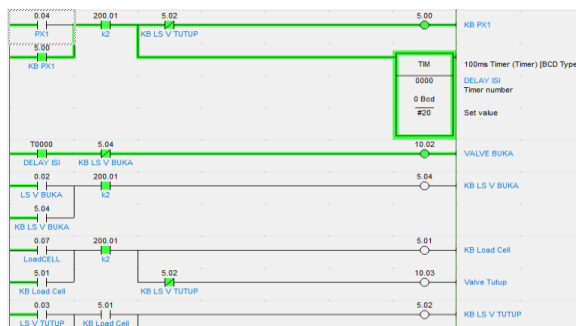 0.04 200.01 5.02 5.00
PX1 k2 KB LS V TUTUP KB PX1
5.00
KB PX1
TIM 100ms Timer (Timer) [BCD Type
0000 DELAY ISI
Timer number
0 Bcd
#20 Set value
T0000 5.04 10.02
DELAY ISI KB LS V BUKA VALVE BUKA
0.02 200.01 5.04
LS V BUKA k2 KB LS V BUKA
5.04
KB LS V BUKA
0.07 200.01 5.01
LoadCELL k2 KB Load Cell
5.01 5.02 10.03
KB Load Cell KB LS V TUTUP Valve Tutup
0.03 5.01 5.02
LS V TUTUP KB Load Cell KB LS V TUTUP